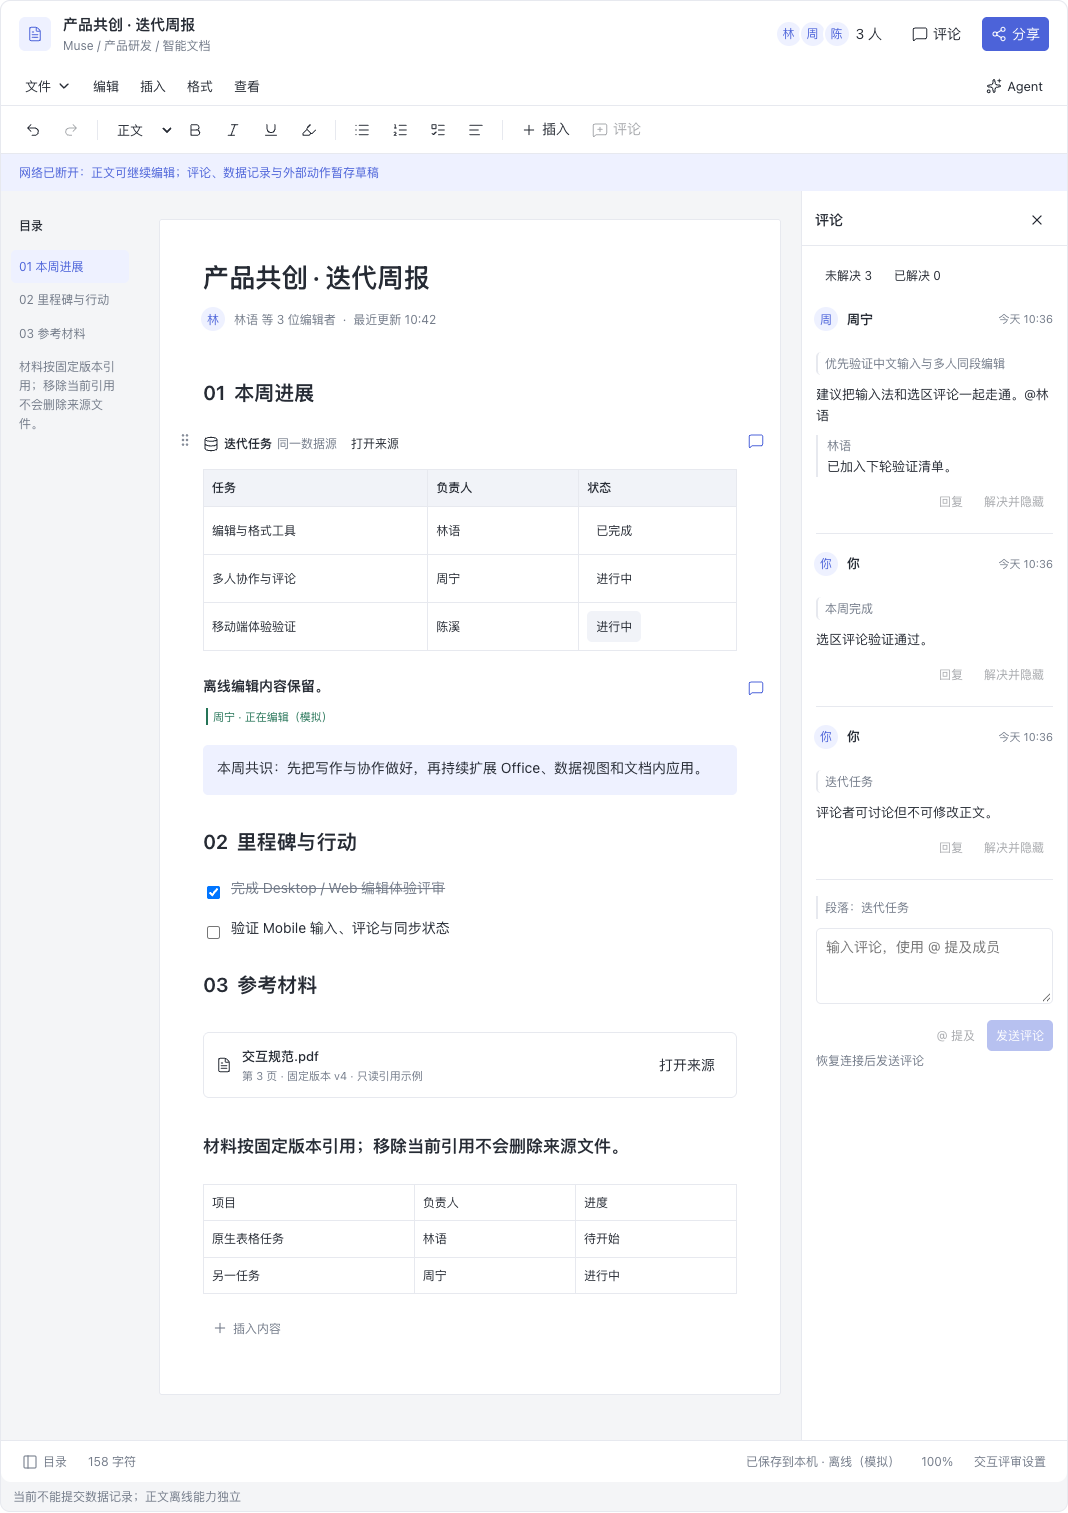 产品共创 · 迭代周报
Muse / 产品研发 / 智能文档
林 周 陈 3 人
评论
分享
文件 编辑 插入 格式 查看
Agent
正文
插入
评论
网络已断开：正文可继续编辑；评论、数据记录与外部动作暂存草稿
目录
01 本周进展
02 里程碑与行动
03 参考材料
材料按固定版本引
用；移除当前引用
不会删除来源文
件。
产品共创 · 迭代周报
林 林语 等 3 位编辑者 · 最近更新 10:42
01 本周进展
迭代任务 同一数据源 打开来源
任务 负责人 状态
编辑与格式工具 林语 已完成
多人协作与评论 周宁 进行中
移动端体验验证 陈溪 进行中
离线编辑内容保留。
周宁 · 正在编辑（模拟）
本周共识：先把写作与协作做好，再持续扩展 Office、数据视图和文档内应用。
02 里程碑与行动
完成 Desktop / Web 编辑体验评审
验证 Mobile 输入、评论与同步状态
03 参考材料
交互规范.pdf
第 3 页 · 固定版本 v4 · 只读引用示例
打开来源
材料按固定版本引用；移除当前引用不会删除来源文件。
项目 负责人 进度
原生表格任务 林语 待开始
另一任务 周宁 进行中
插入内容
评论
未解决 3 已解决 0
周 周宁 今天 10:36
优先验证中文输入与多人同段编辑
建议把输入法和选区评论一起走通。@林
语
林语
已加入下轮验证清单。
回复 解决并隐藏
你 你 今天 10:36
本周完成
选区评论验证通过。
回复 解决并隐藏
你 你 今天 10:36
迭代任务
评论者可讨论但不可修改正文。
回复 解决并隐藏
段落：迭代任务
输入评论，使用 @ 提及成员
@ 提及 发送评论
恢复连接后发送评论
目录 158 字符
已保存到本机 · 离线（模拟） 100% 交互评审设置
当前不能提交数据记录；正文离线能力独立